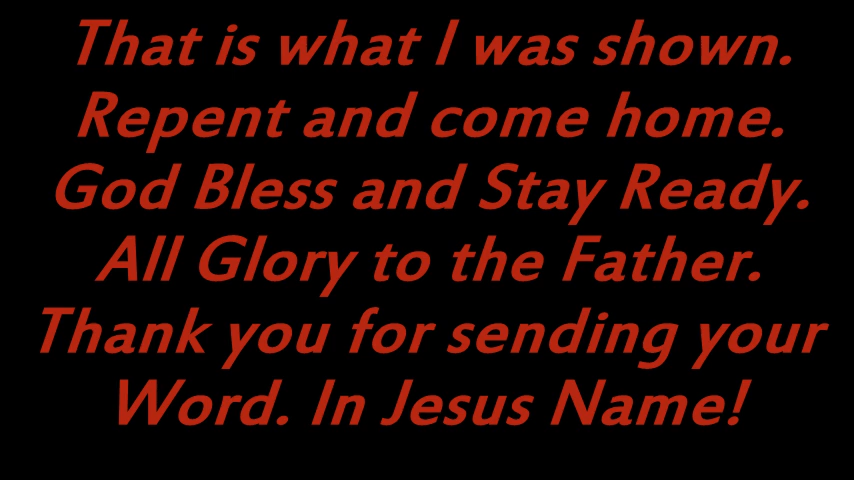 That is what I was shown.
Repent and come home.
God Bless and Stay Ready.
All Glory to the Father.
Thank you for sending your
Word. In Jesus Name!